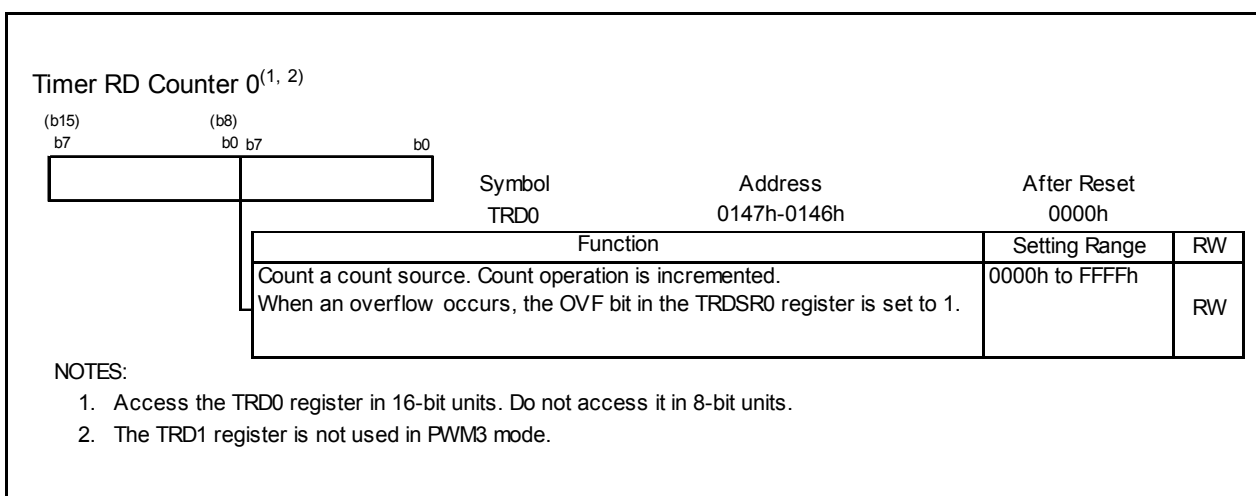 Timer RD Counter 0(1, 2)
(b15) (b8)
b7 b0 b7 b0
Symbol Address After Reset
TRD0 0147h-0146h 0000h
Function Setting Range RW
Count a count source. Count operation is incremented. 0000h to FFFFh
When an overflow occurs, the OVF bit in the TRDSR0 register is set to 1. RW
NOTES:
1. Access the TRD0 register in 16-bit units. Do not access it in 8-bit units.
2. The TRD1 register is not used in PWM3 mode.